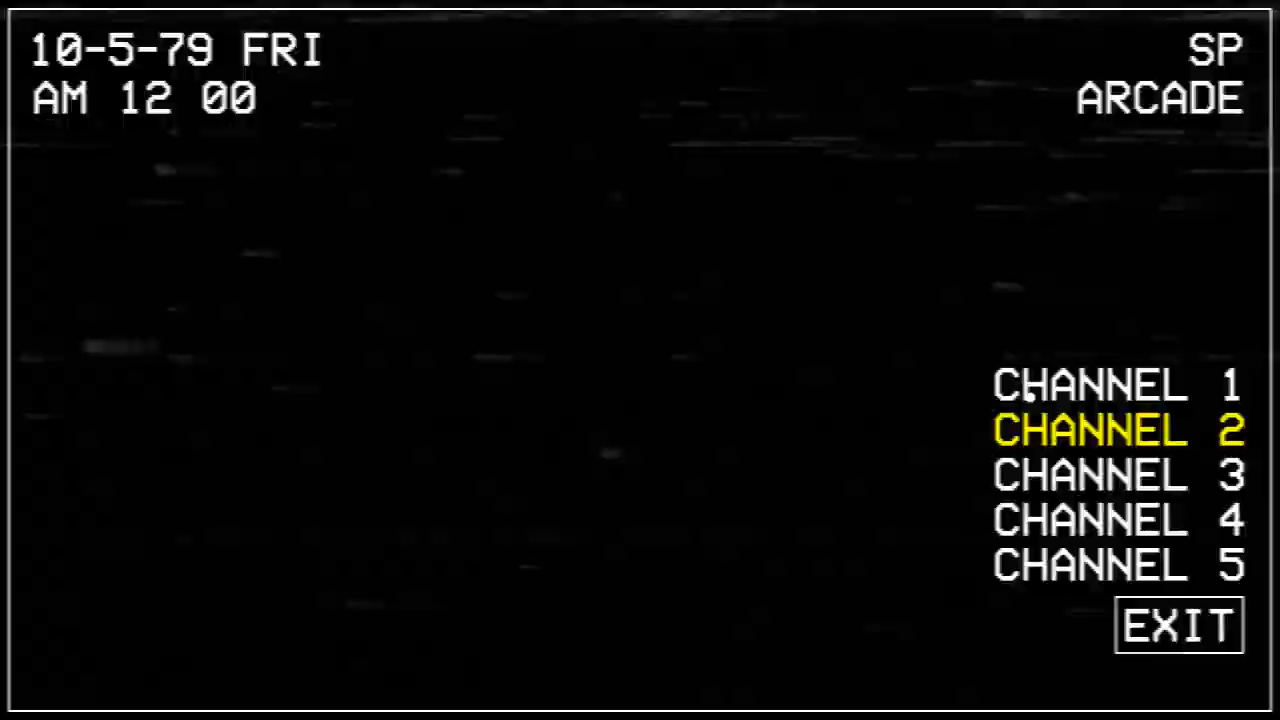 10-5-79 FRI
AM 12 00
SP
ARCADE
CHANNEL 1
CHANNEL 2
CHANNEL 3
CHANNEL 4
CHANNEL 5
EXIT